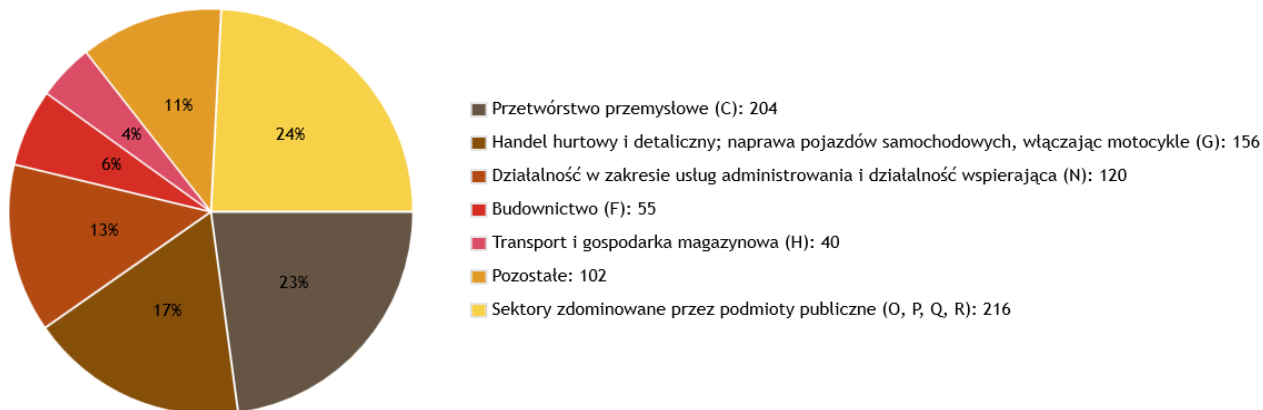 11%
24%
4%
6%
13%
17%
23%
Przetwórstwo przemysłowe (C): 204
Handel hurtowy i detaliczny; naprawa pojazdów samochodowych, włączając motocykle (G): 156
Działalność w zakresie usług administrowania i działalność wspierająca (N): 120
Budownictwo (F): 55
Transport i gospodarka magazynowa (H): 40
Pozostałe: 102
Sektory zdominowane przez podmioty publiczne (O, P, Q, R): 216